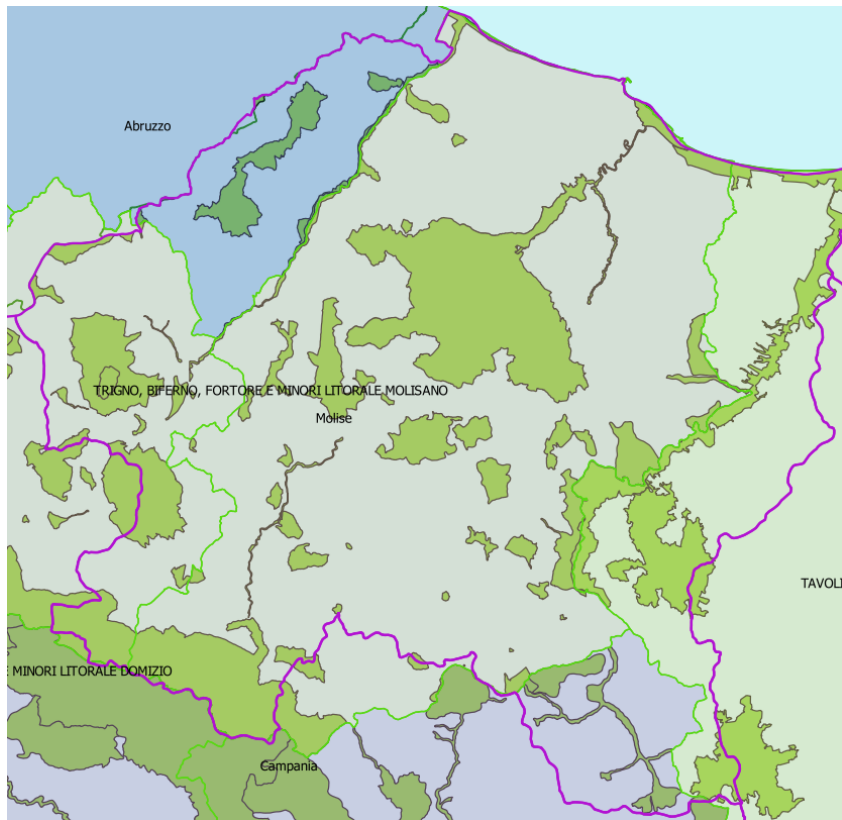 Abruzzo
TRIGNO, BIFERNO, FORTORE E MINORI LITORALE MOLISANO
Molise
TAVOLI
E MINORI LITORALE DOMIZIO
Campania